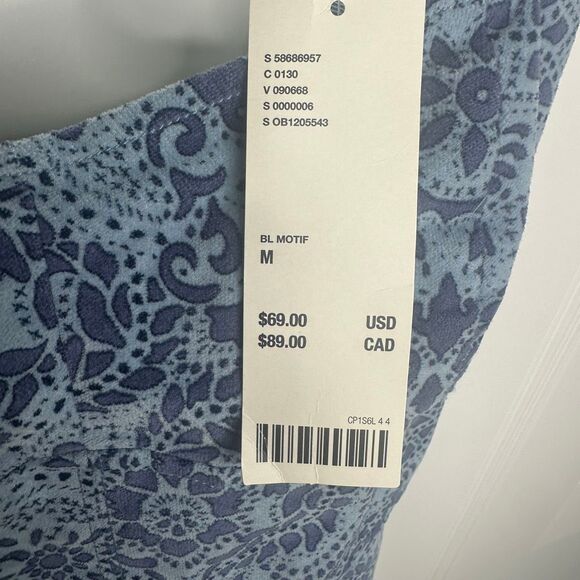 S 58686957
C 0130
V 090668
S 0000006
S OB1205543
BL MOTIF
M
$69.00 USD
$89.00 CAD
CP1S6L 4 4